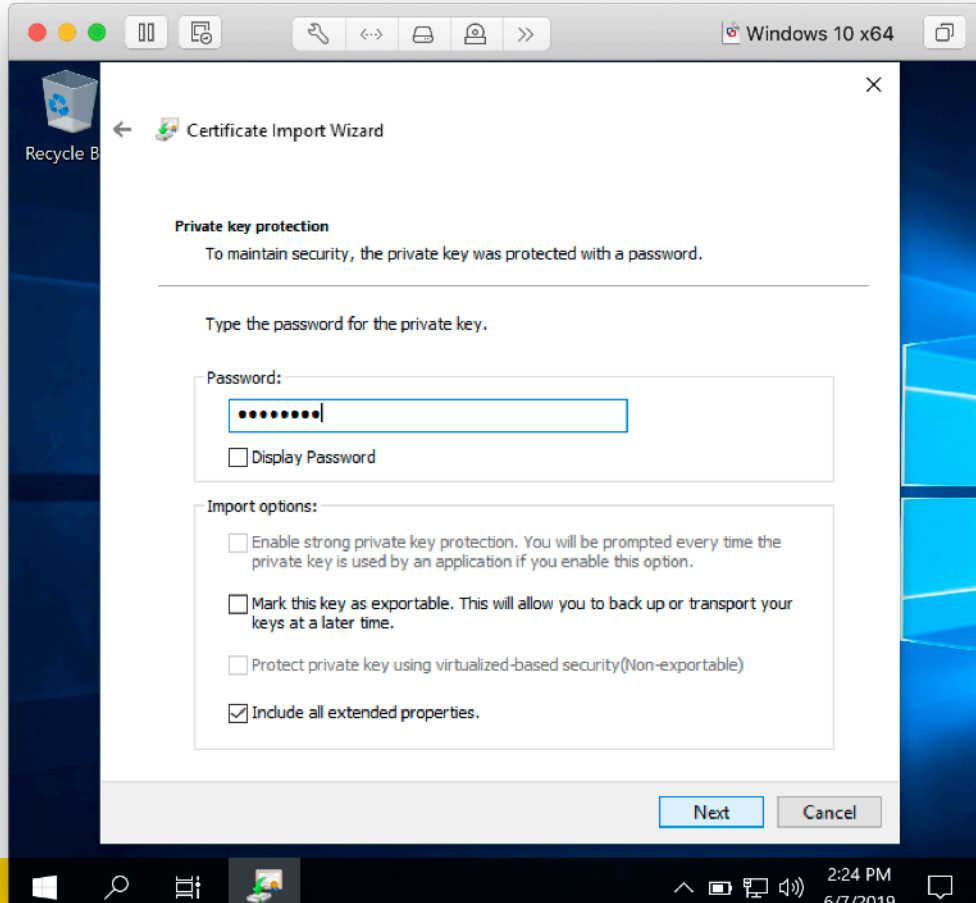 Windows 10 x64
Recycle B
Certificate Import Wizard
Private key protection
To maintain security, the private key was protected with a password.
Type the password for the private key.
Password:
••••••••
Display Password
Import options:
Enable strong private key protection. You will be prompted every time the
private key is used by an application if you enable this option.
Mark this key as exportable. This will allow you to back up or transport your
keys at a later time.
Protect private key using virtualized-based security(Non-exportable)
Include all extended properties.
Next
Cancel
2:24 PM
6/7/2019